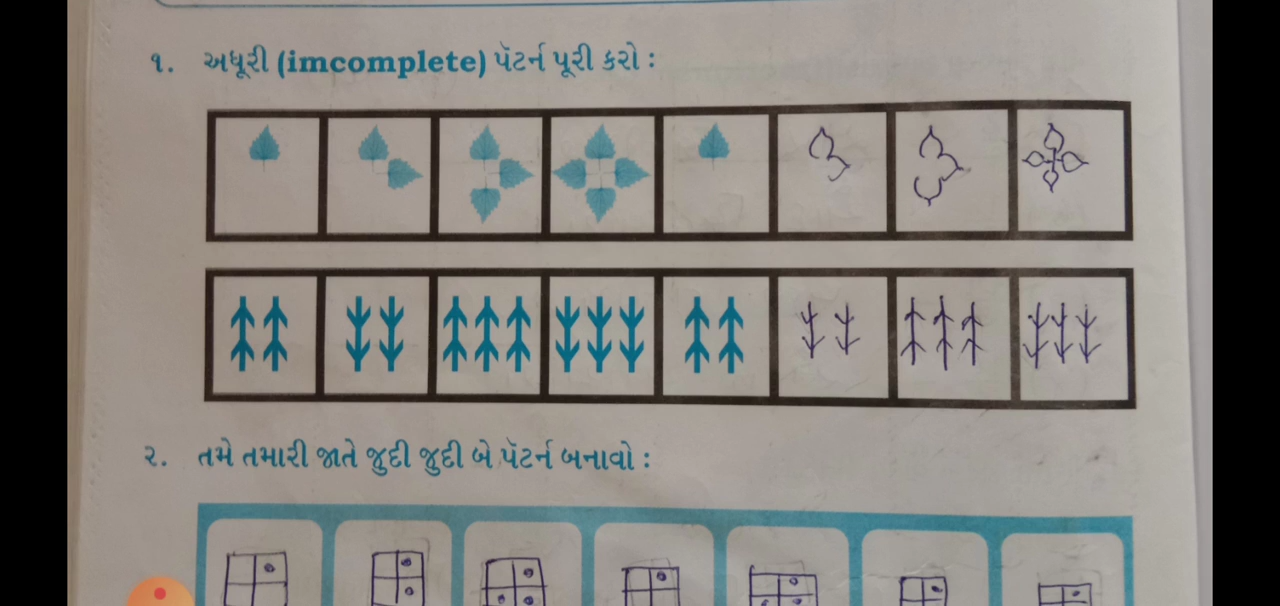 ૧. અધૂરી (imcomplete) પૅટર્ન પૂરી કરો :
૨. તમે તમારી જાતે જુદી જુદી બે પૅટર્ન બનાવો :